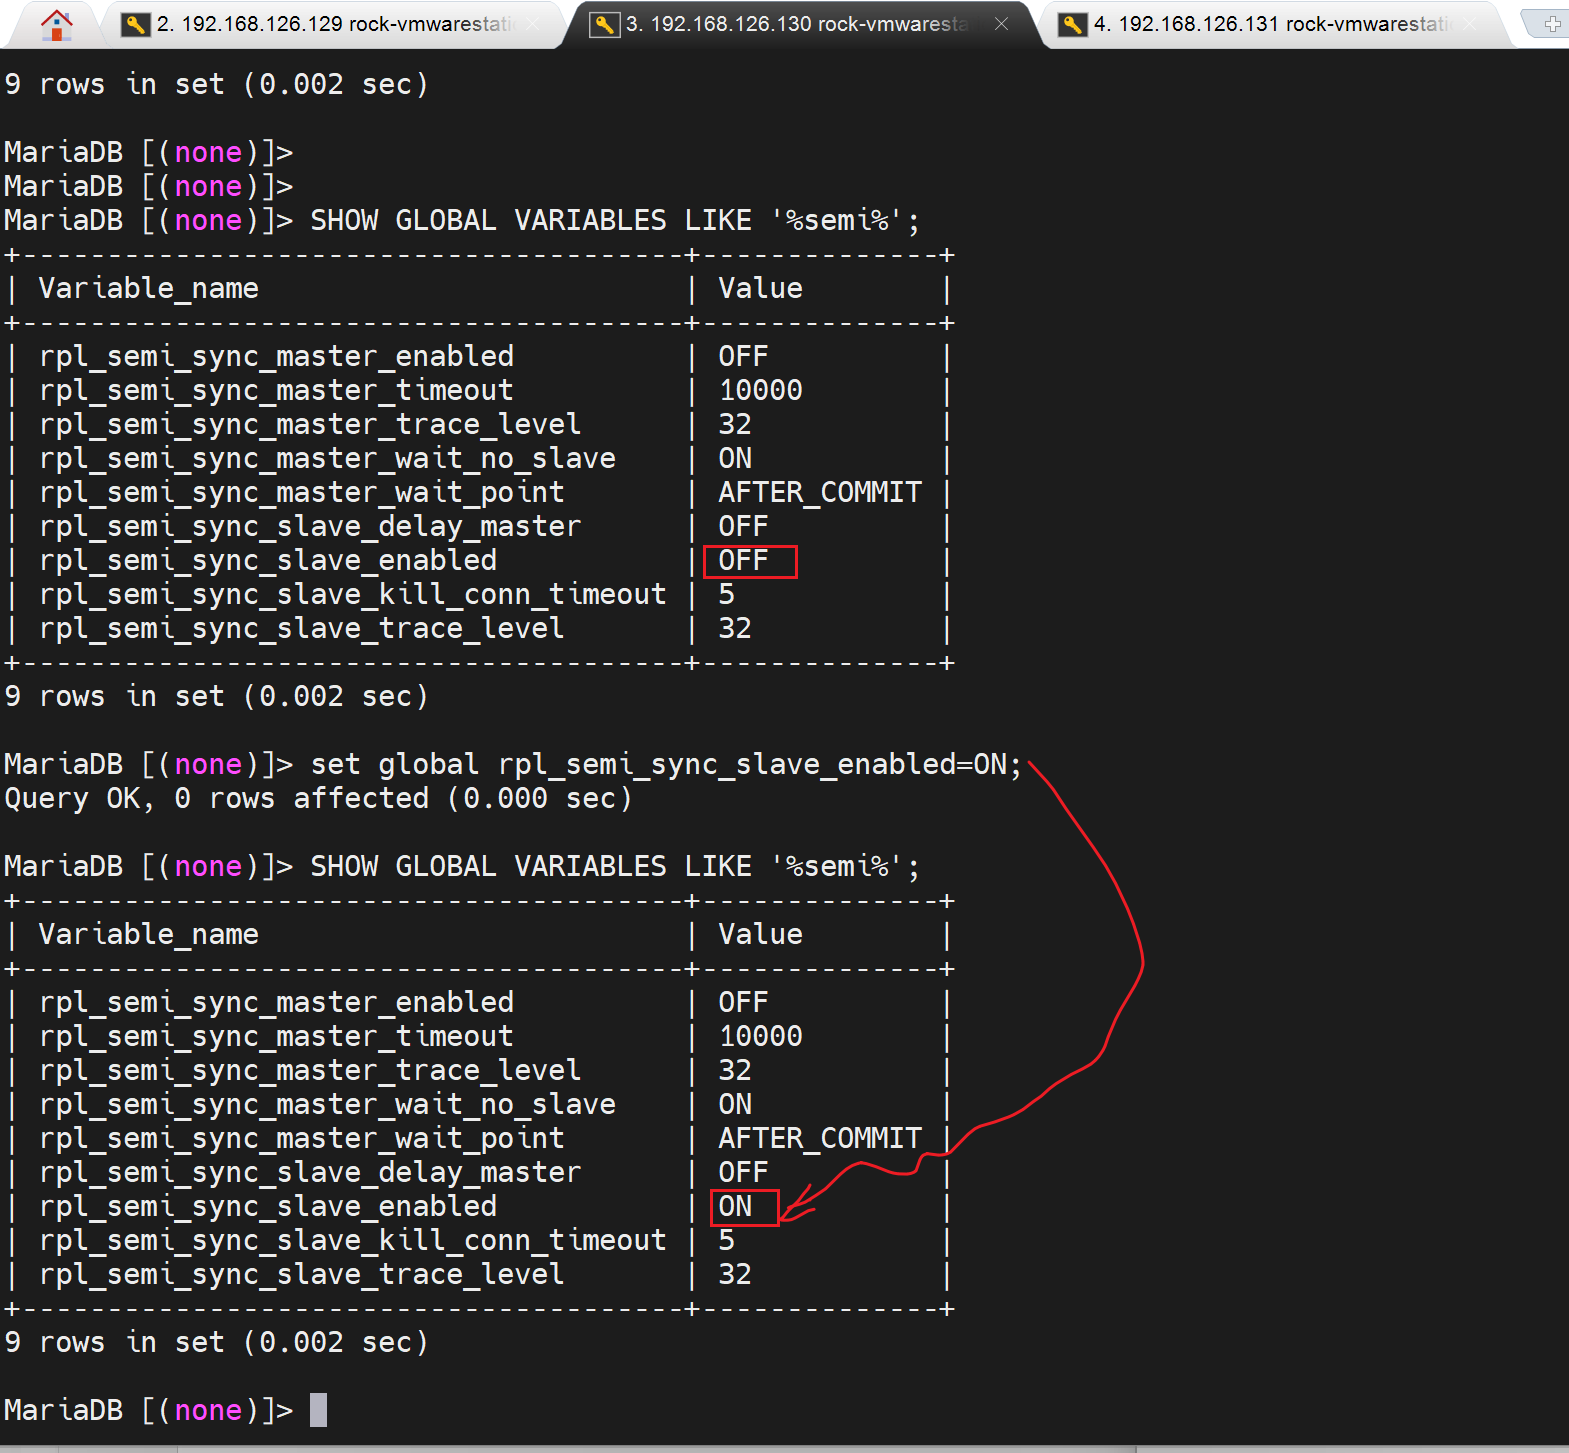 2. 192.168.126.129 rock-vmwarestati
3. 192.168.126.130 rock-vmwaresta
4. 192.168.126.131 rock-vmwarestati
9 rows in set (0.002 sec)
MariaDB [(none)]>
MariaDB [(none)]>
MariaDB [(none)]> SHOW GLOBAL VARIABLES LIKE '%semi%';
+---------------------------------------+--------------+
| Variable_name                         | Value        |
+---------------------------------------+--------------+
| rpl_semi_sync_master_enabled          | OFF          |
| rpl_semi_sync_master_timeout          | 10000        |
| rpl_semi_sync_master_trace_level      | 32           |
| rpl_semi_sync_master_wait_no_slave    | ON           |
| rpl_semi_sync_master_wait_point       | AFTER_COMMIT |
| rpl_semi_sync_slave_delay_master      | OFF          |
| rpl_semi_sync_slave_enabled           | OFF          |
| rpl_semi_sync_slave_kill_conn_timeout | 5            |
| rpl_semi_sync_slave_trace_level       | 32           |
+---------------------------------------+--------------+
9 rows in set (0.002 sec)
MariaDB [(none)]> set global rpl_semi_sync_slave_enabled=ON;
Query OK, 0 rows affected (0.000 sec)
MariaDB [(none)]> SHOW GLOBAL VARIABLES LIKE '%semi%';
+---------------------------------------+--------------+
| Variable_name                         | Value        |
+---------------------------------------+--------------+
| rpl_semi_sync_master_enabled          | OFF          |
| rpl_semi_sync_master_timeout          | 10000        |
| rpl_semi_sync_master_trace_level      | 32           |
| rpl_semi_sync_master_wait_no_slave    | ON           |
| rpl_semi_sync_master_wait_point       | AFTER_COMMIT |
| rpl_semi_sync_slave_delay_master      | OFF          |
| rpl_semi_sync_slave_enabled           | ON           |
| rpl_semi_sync_slave_kill_conn_timeout | 5            |
| rpl_semi_sync_slave_trace_level       | 32           |
+---------------------------------------+--------------+
9 rows in set (0.002 sec)
MariaDB [(none)]>